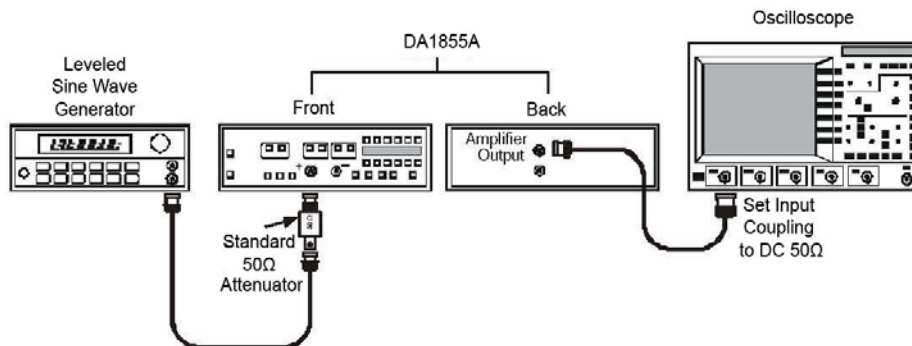 Oscilloscope
DA1855A
Leveled
Sine Wave
Generator
Front
Back
Amplifier
Output
+
−
Standard
50Ω
Attenuator
Set Input
Coupling
to DC 50Ω